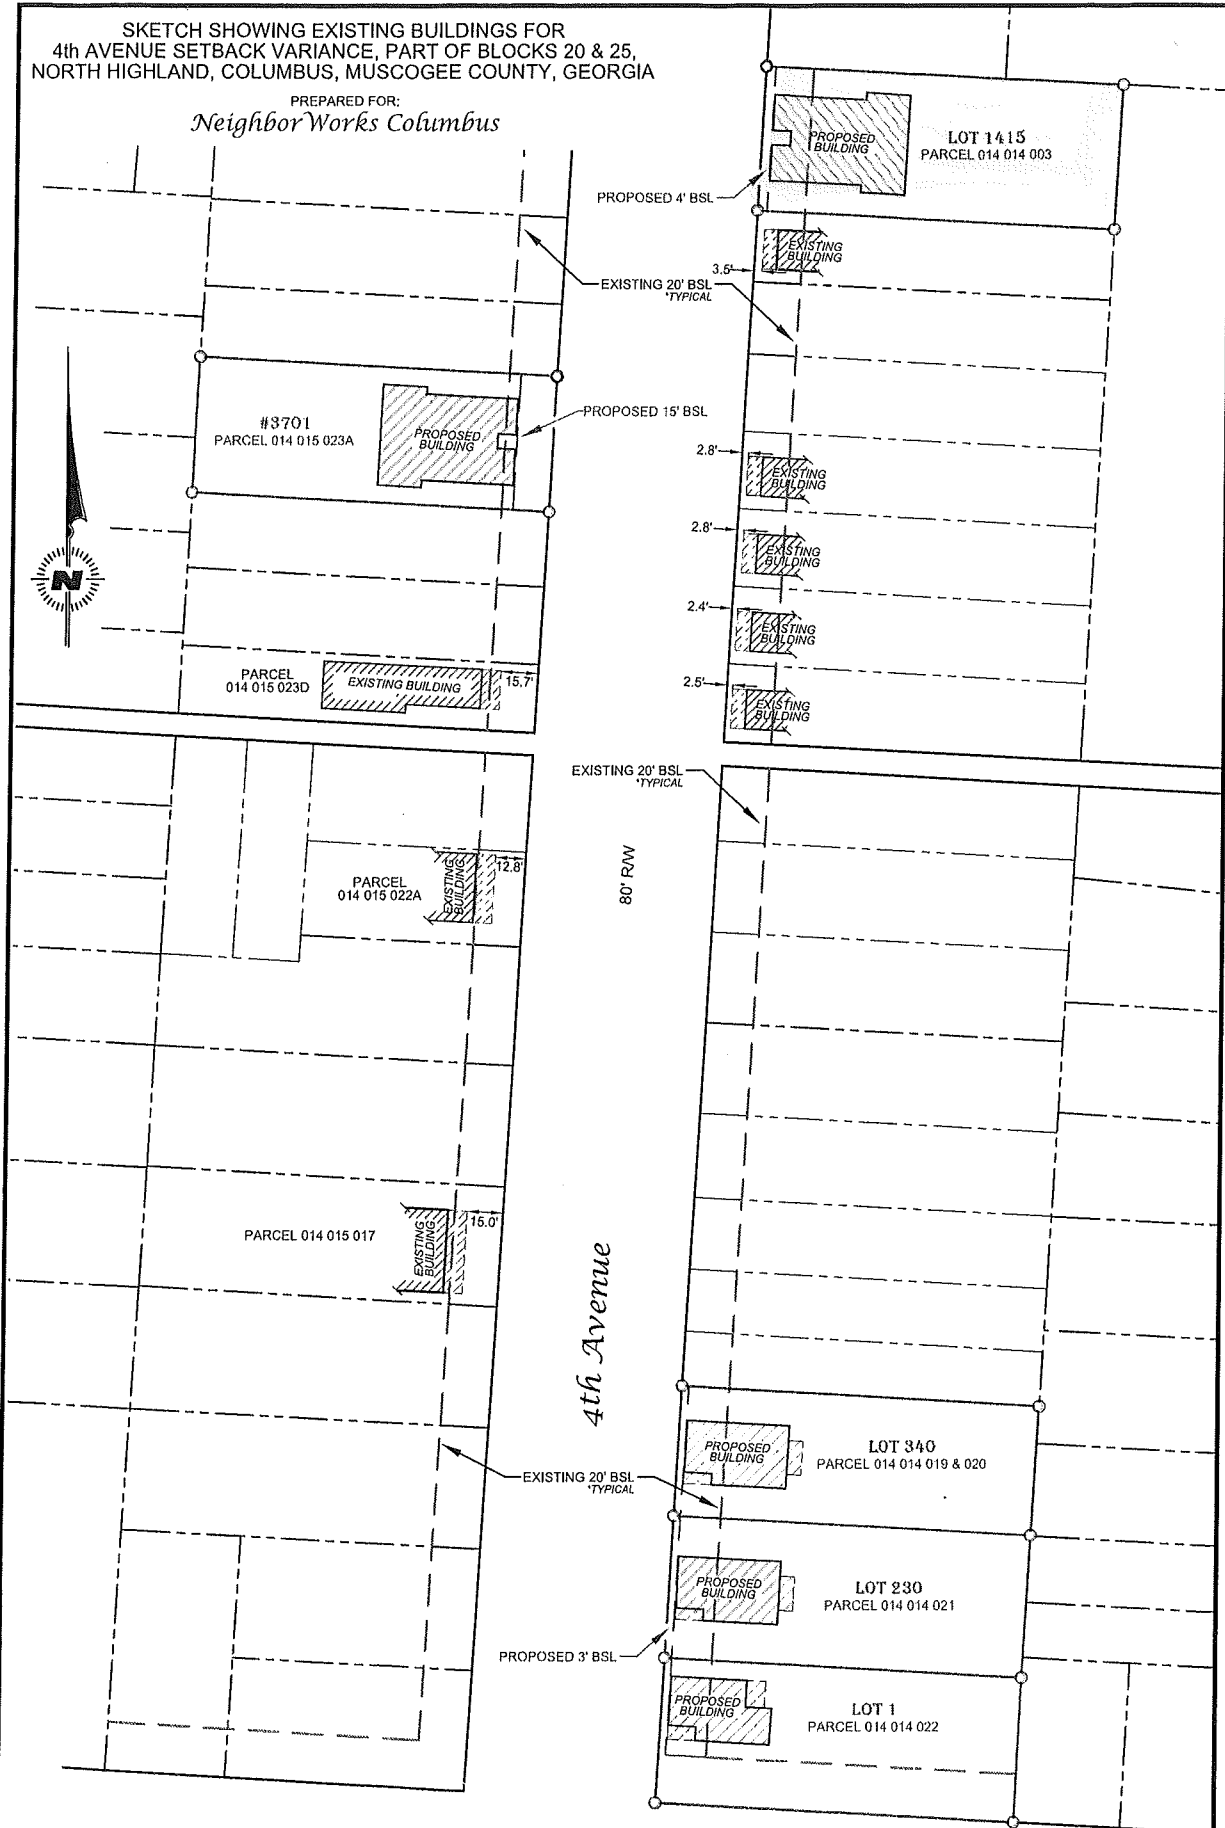 SKETCH SHOWING EXISTING BUILDINGS FOR
4th AVENUE SETBACK VARIANCE, PART OF BLOCKS 20 & 25,
NORTH HIGHLAND, COLUMBUS, MUSCOGEE COUNTY, GEORGIA
PREPARED FOR:
NeighborWorks Columbus
PROPOSED
BUILDING
LOT 1415
PARCEL 014 014 003
PROPOSED 4' BSL
EXISTING
BUILDING
3.5'
EXISTING 20' BSL
*TYPICAL
#3701
PARCEL 014 015 023A
PROPOSED
BUILDING
PROPOSED 15' BSL
N
2.8'
EXISTING
BUILDING
2.8'
EXISTING
BUILDING
2.4'
EXISTING
BUILDING
2.5'
EXISTING
BUILDING
PARCEL
014 015 023D
EXISTING BUILDING
15.7'
EXISTING 20' BSL
*TYPICAL
PARCEL
014 015 022A
EXISTING
BUILDING
12.8'
80' R/W
PARCEL 014 015 017
EXISTING
BUILDING
15.0'
4th Avenue
PROPOSED
BUILDING
LOT 340
PARCEL 014 014 019 & 020
EXISTING 20' BSL
*TYPICAL
PROPOSED
BUILDING
LOT 230
PARCEL 014 014 021
PROPOSED 3' BSL
PROPOSED
BUILDING
LOT 1
PARCEL 014 014 022